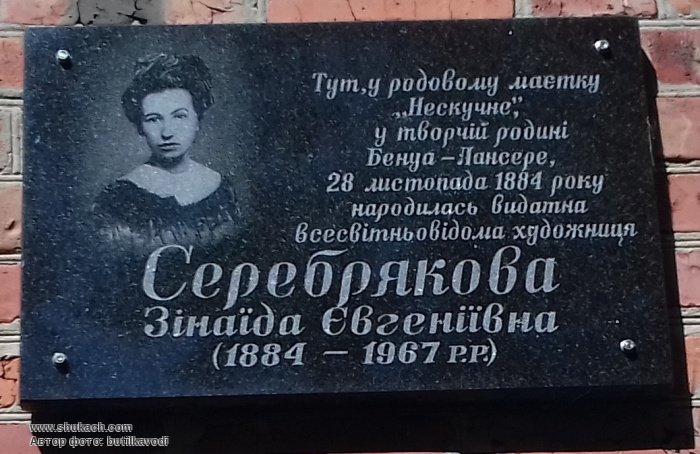 Тут, у родовому маєтку
„Нескучне”,
у творчій родині
Бенуа – Лансере,
28 листопада 1884 року
народилась видатна
всесвітньовідома художниця
Серебрякова
Зінаїда Євгеніївна
(1884 – 1967 Р.Р.)
www.shukach.com
Автор фото: butilkavodi